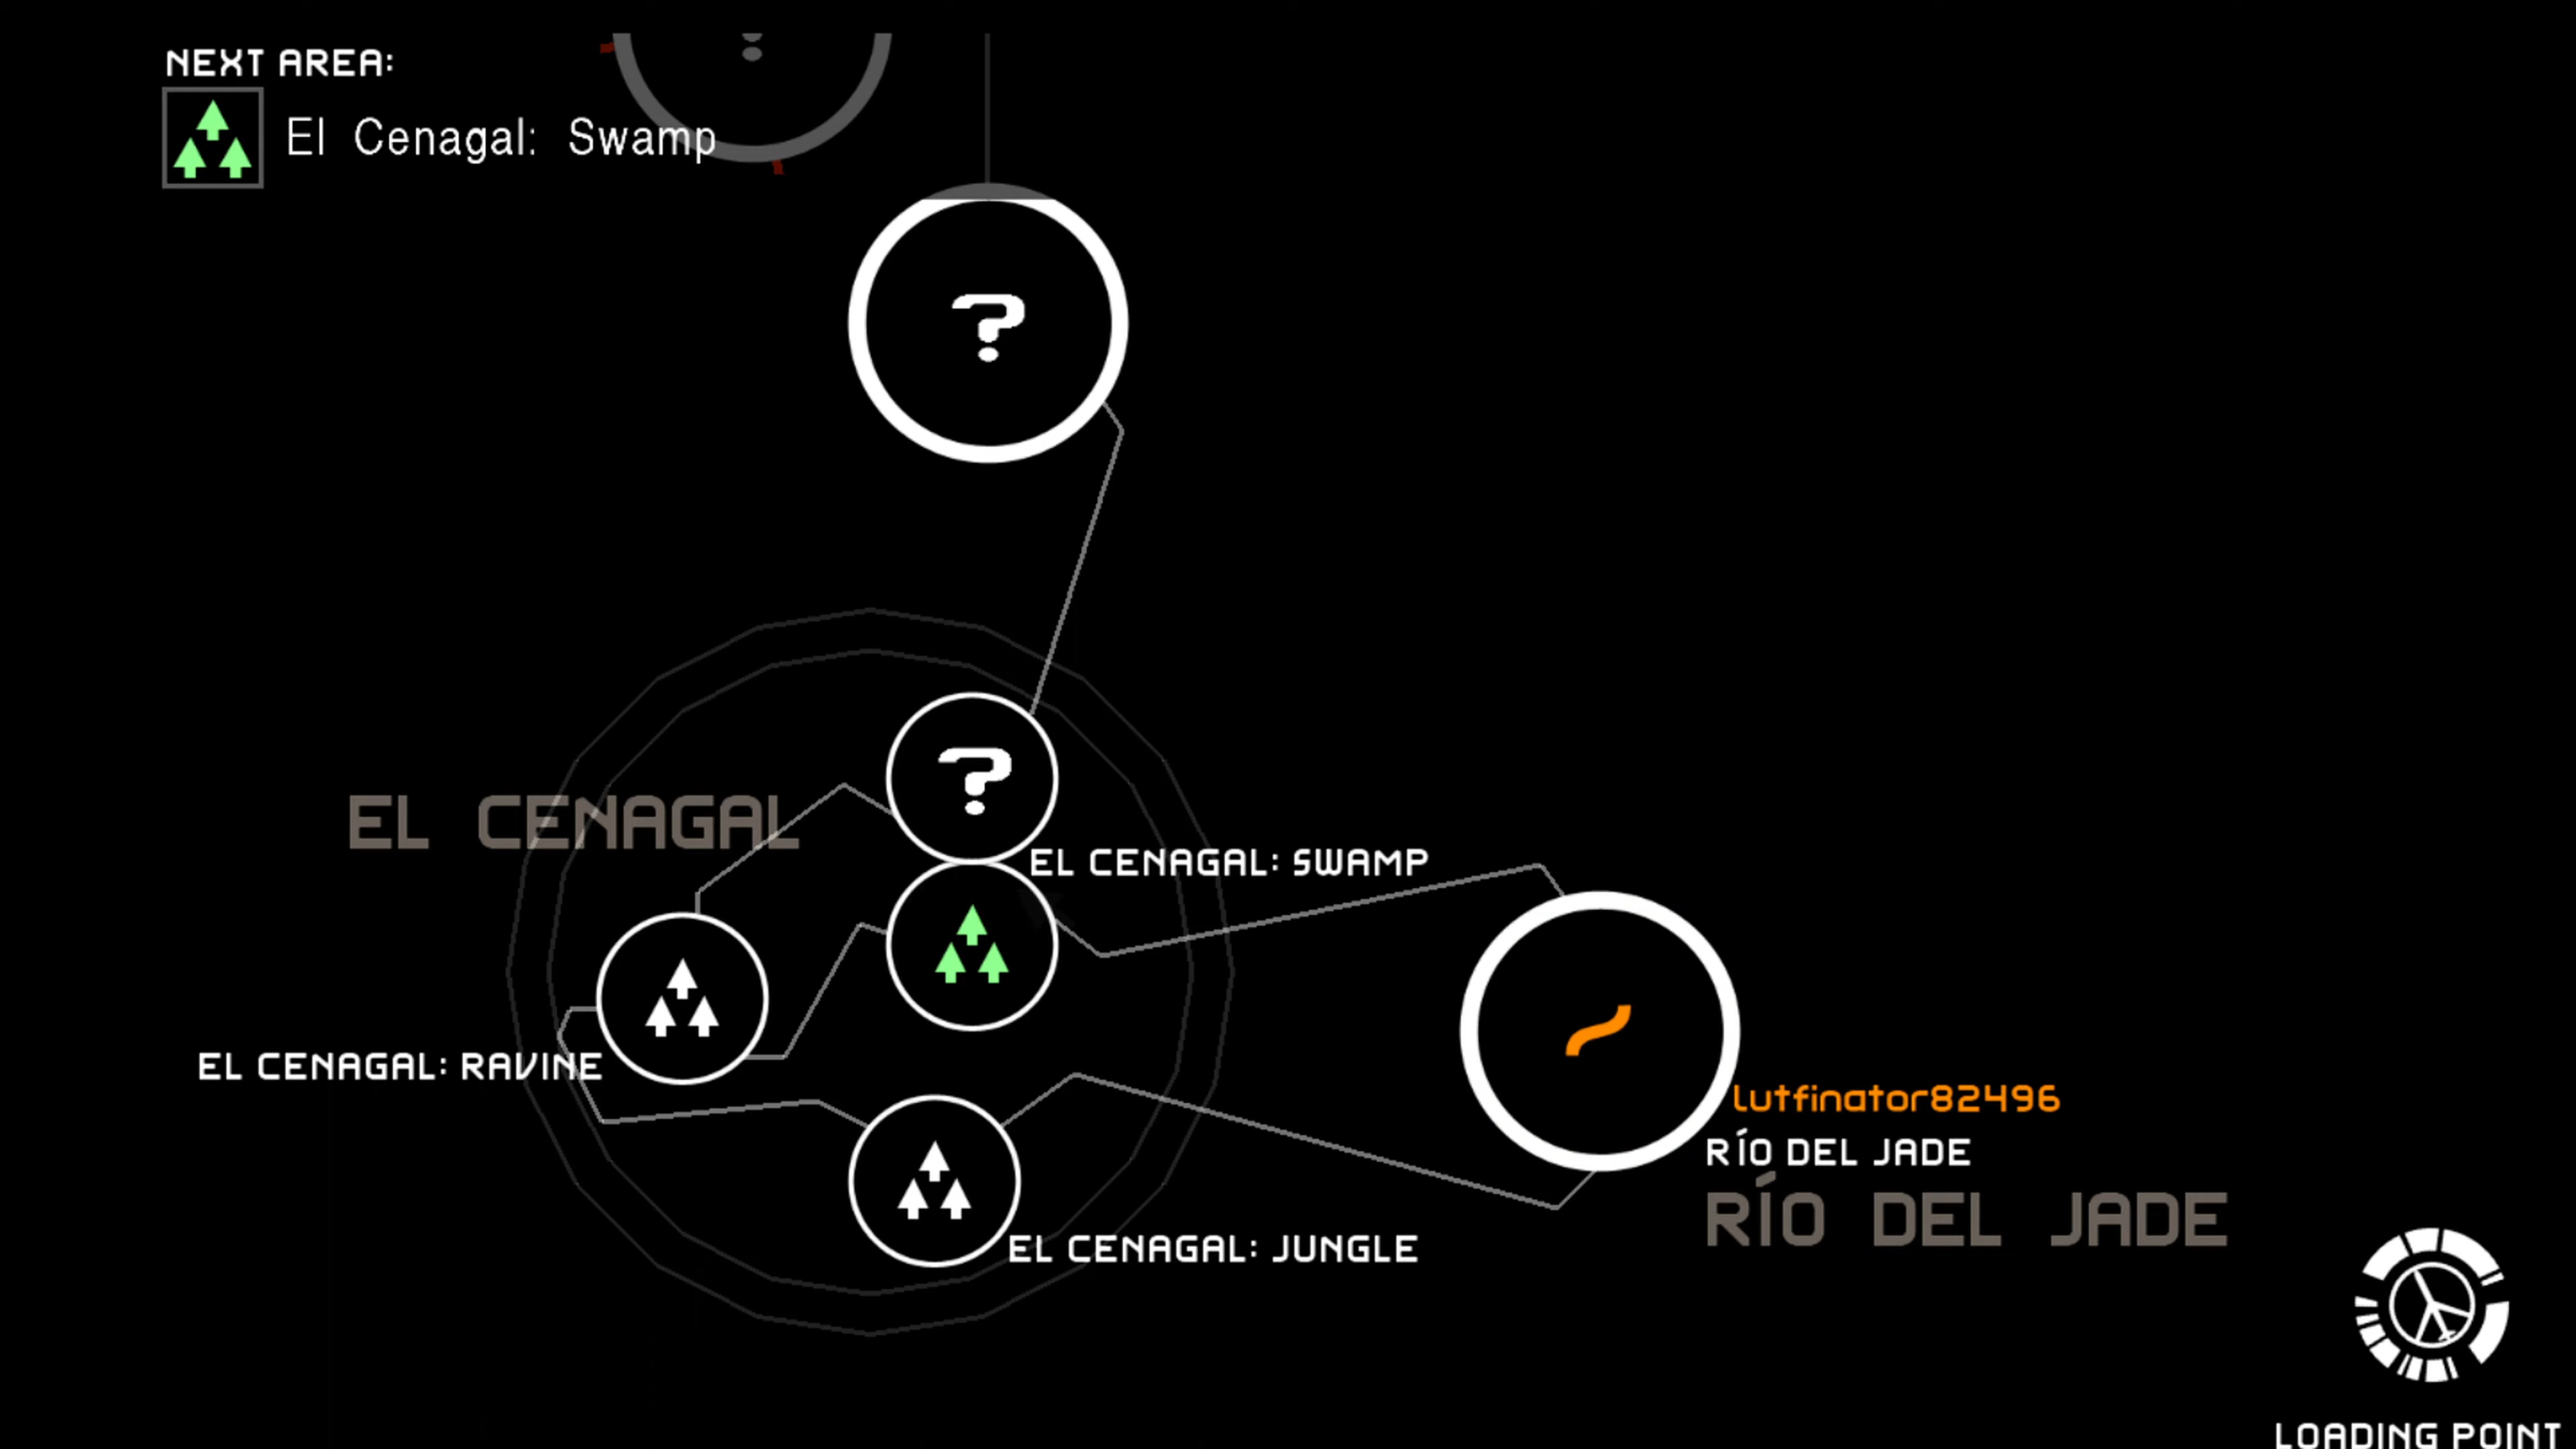 NEXT AREA:
El Cenagal: Swamp
?
?
EL CENAGAL
EL CENAGAL: SWAMP
EL CENAGAL: RAVINE
lutfinator82496
RÍO DEL JADE
RÍO DEL JADE
EL CENAGAL: JUNGLE
LOADING POINT